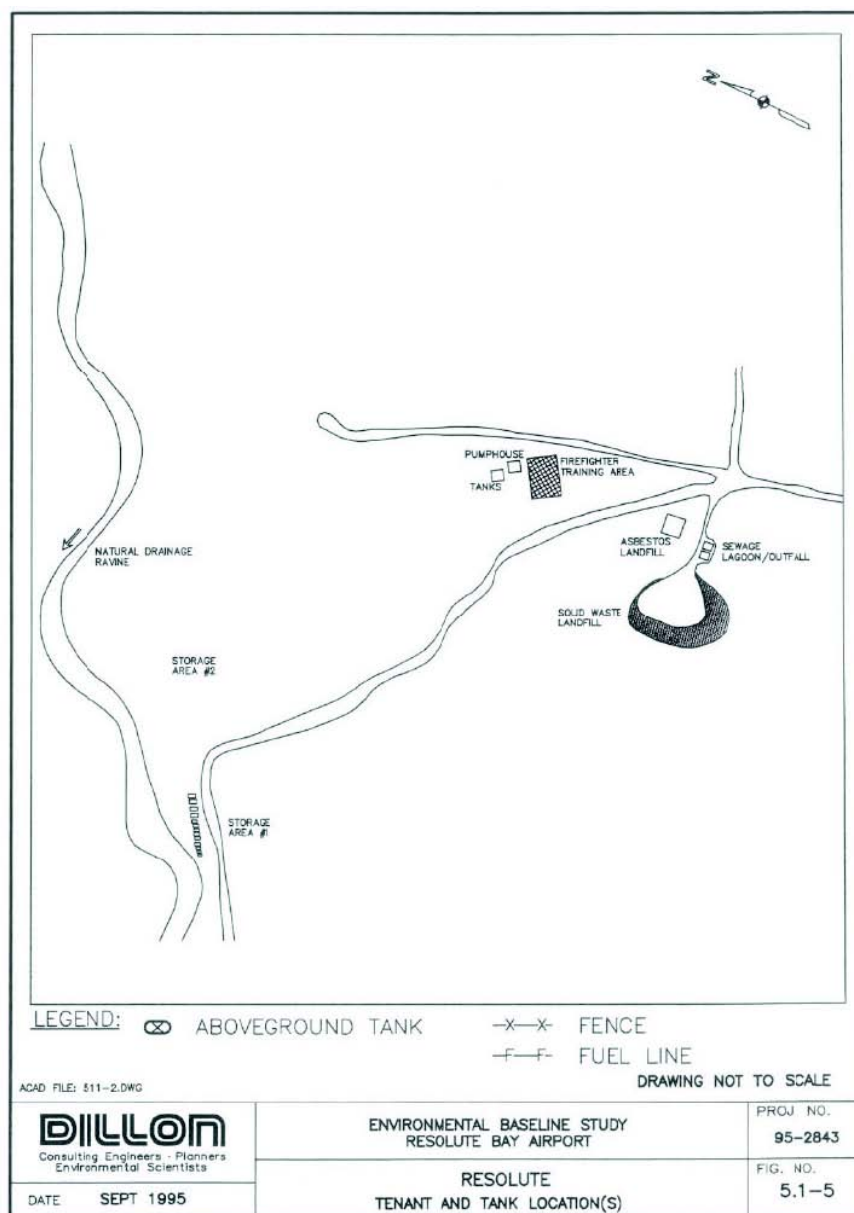 N
PUMPHOUSE
TANKS
FIREFIGHTER
TRAINING AREA
NATURAL DRAINAGE
RAVINE
ASBESTOS
LANDFILL
SEWAGE
LAGOON/OUTFALL
SOLID WASTE
LANDFILL
STORAGE
AREA #2
STORAGE
AREA #1
LEGEND:
ABOVEGROUND TANK
-X—X- FENCE
-F—F- FUEL LINE
DRAWING NOT TO SCALE
ACAD FILE: 511-2.DWG
DILLON
Consulting Engineers · Planners
Environmental Scientists
DATE SEPT 1995
ENVIRONMENTAL BASELINE STUDY
RESOLUTE BAY AIRPORT
RESOLUTE
TENANT AND TANK LOCATION(S)
PROJ NO.
95-2843
FIG. NO.
5.1-5